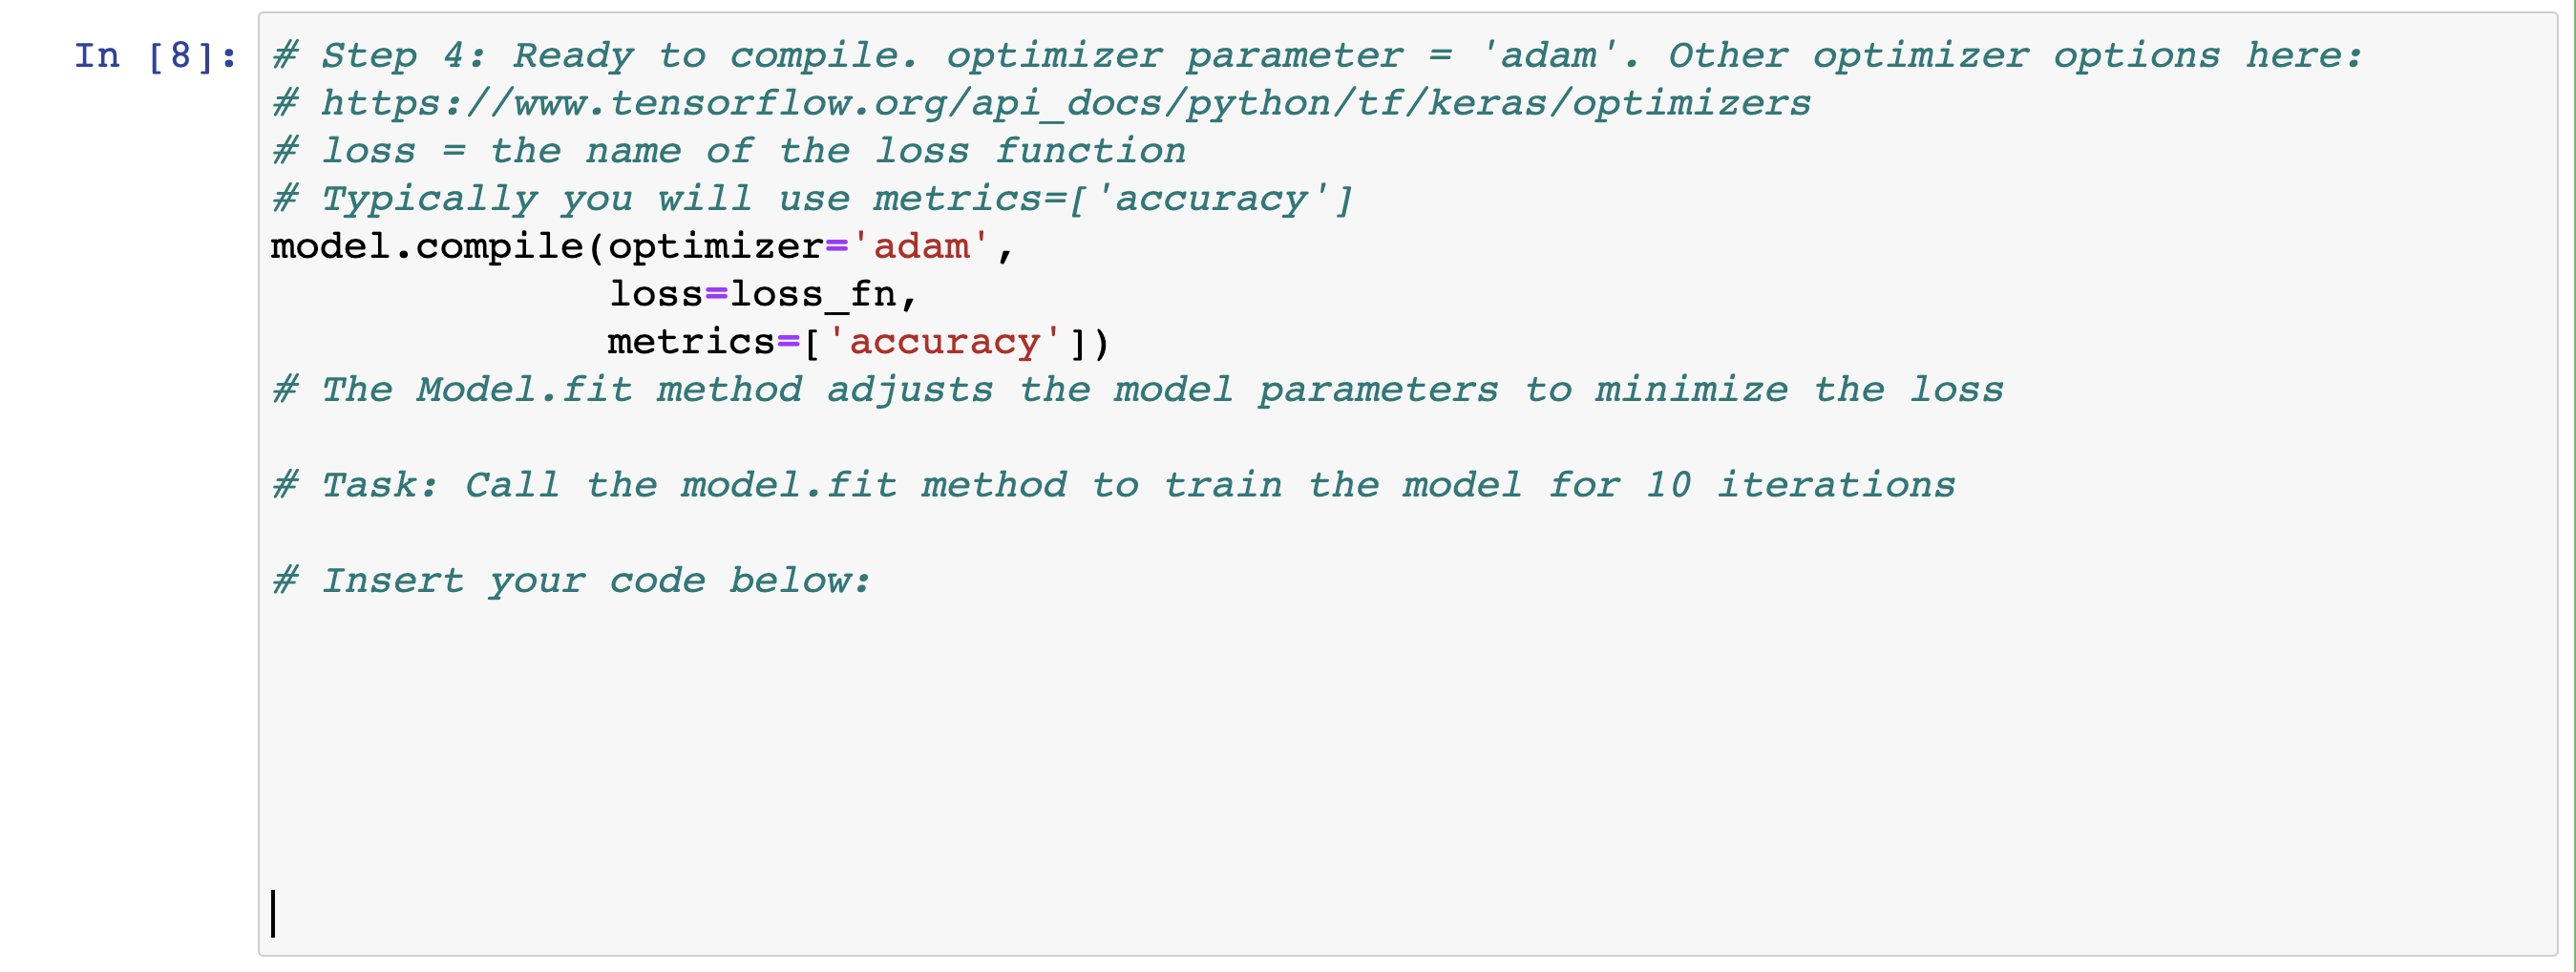 In [8]: # Step 4: Ready to compile. optimizer parameter = 'adam'. Other optimizer options here:
# https://www.tensorflow.org/api_docs/python/tf/keras/optimizers
# loss = the name of the loss function
# Typically you will use metrics=['accuracy']
model.compile(optimizer='adam',
              loss=loss_fn,
              metrics=['accuracy'])
# The Model.fit method adjusts the model parameters to minimize the loss
# Task: Call the model.fit method to train the model for 10 iterations
# Insert your code below: